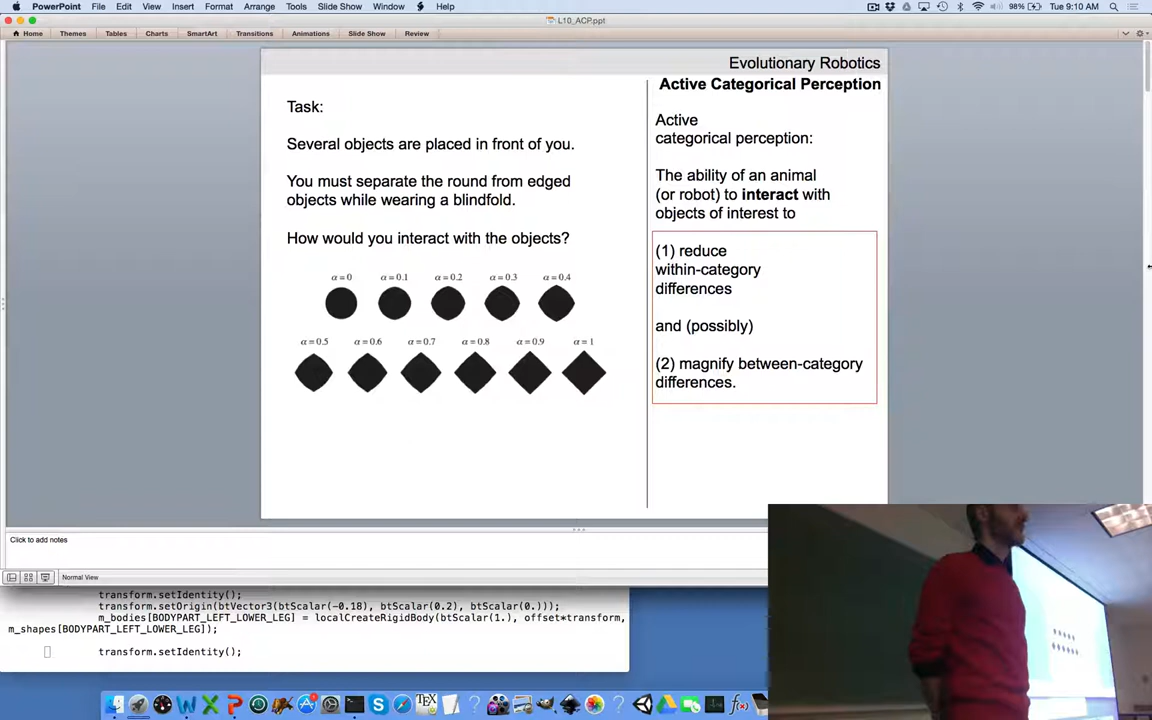 PowerPoint File Edit View Insert Format Arrange Tools Slide Show Window Help 98% Tue 9:10 AM
L10_ACP.ppt
Home Themes Tables Charts SmartArt Transitions Animations Slide Show Review
Evolutionary Robotics
Active Categorical Perception
Task:
Several objects are placed in front of you.
You must separate the round from edged
objects while wearing a blindfold.
How would you interact with the objects?
α = 0 α = 0.1 α = 0.2 α = 0.3 α = 0.4
α = 0.5 α = 0.6 α = 0.7 α = 0.8 α = 0.9 α = 1
Active
categorical perception:
The ability of an animal
(or robot) to interact with
objects of interest to
(1) reduce
within-category
differences
and (possibly)
(2) magnify between-category
differences.
Click to add notes
Normal View
transform.setIdentity();
transform.setOrigin(btVector3(btScalar(-0.18), btScalar(0.2), btScalar(0.)));
m_bodies[BODYPART_LEFT_LOWER_LEG] = localCreateRigidBody(btScalar(1.), offset*transform,
m_shapes[BODYPART_LEFT_LOWER_LEG]);
transform.setIdentity();